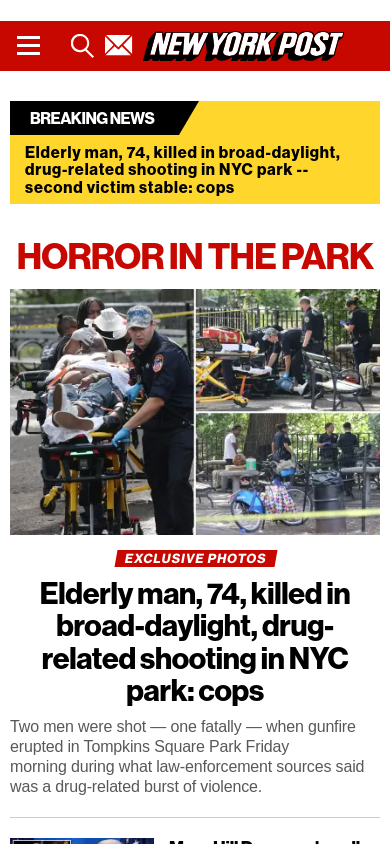 NEW YORK POST
BREAKING NEWS
Elderly man, 74, killed in broad-daylight,
drug-related shooting in NYC park --
second victim stable: cops
HORROR IN THE PARK
EXCLUSIVE PHOTOS
Elderly man, 74, killed in
broad-daylight, drug-
related shooting in NYC
park: cops
Two men were shot — one fatally — when gunfire
erupted in Tompkins Square Park Friday
morning during what law-enforcement sources said
was a drug-related burst of violence.